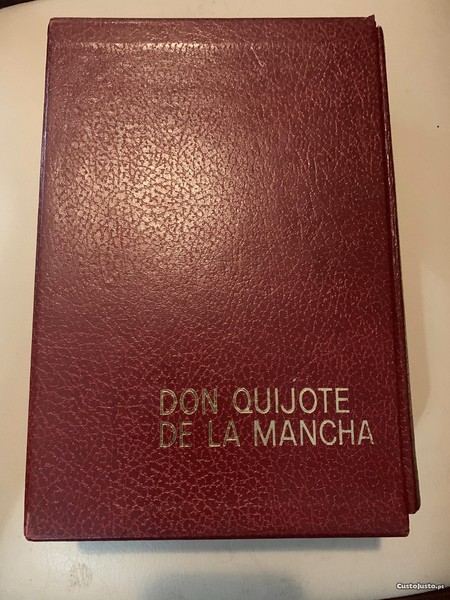 DON QUIJOTE
DE LA MANCHA
CustoJusto.pt